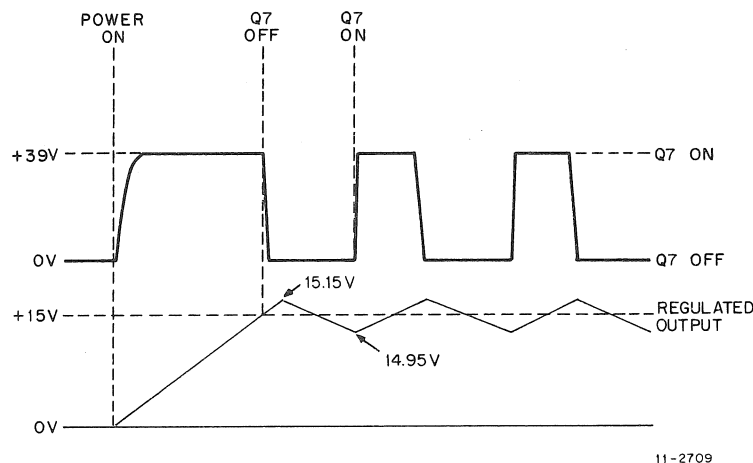 POWER
ON
Q7
OFF
Q7
ON
+39V
Q7 ON
0V
Q7 OFF
15.15V
+15V
REGULATED
OUTPUT
14.95V
0V
11-2709